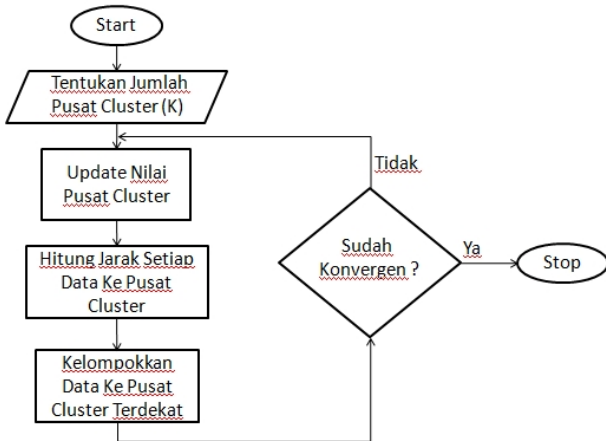 Start
Tentukan Jumlah
Pusat Cluster (K)
Update Nilai
Pusat Cluster
Hitung Jarak Setiap
Data Ke Pusat
Cluster
Kelompokkan
Data Ke Pusat
Cluster Terdekat
Tidak
Sudah
Konvergen ?
Ya
Stop